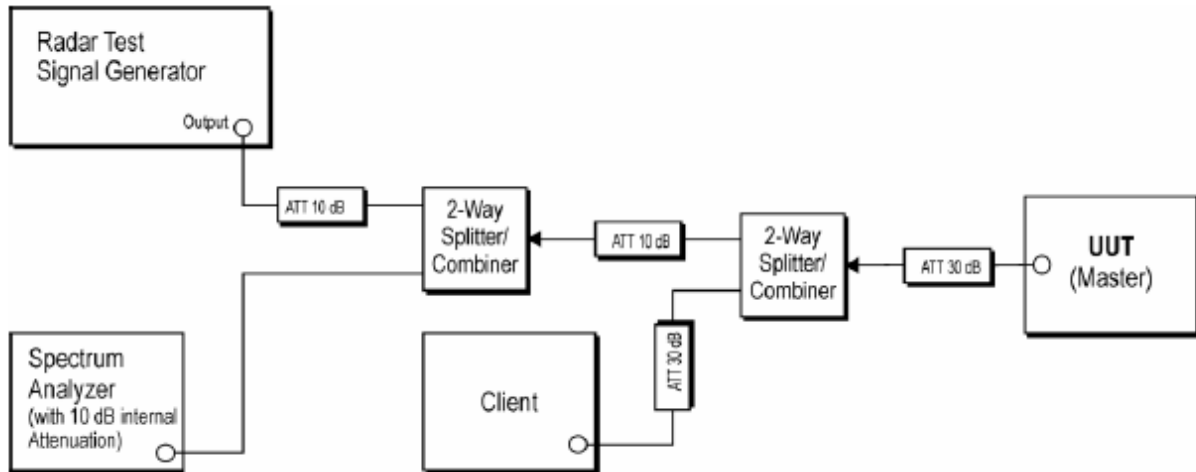 Radar Test
Signal Generator
Output
ATT 10 dB
2-Way
Splitter/
Combiner
ATT 10 dB
2-Way
Splitter/
Combiner
ATT 30 dB
UUT
(Master)
ATT 30 dB
Spectrum
Analyzer
(with 10 dB internal
Attenuation)
Client